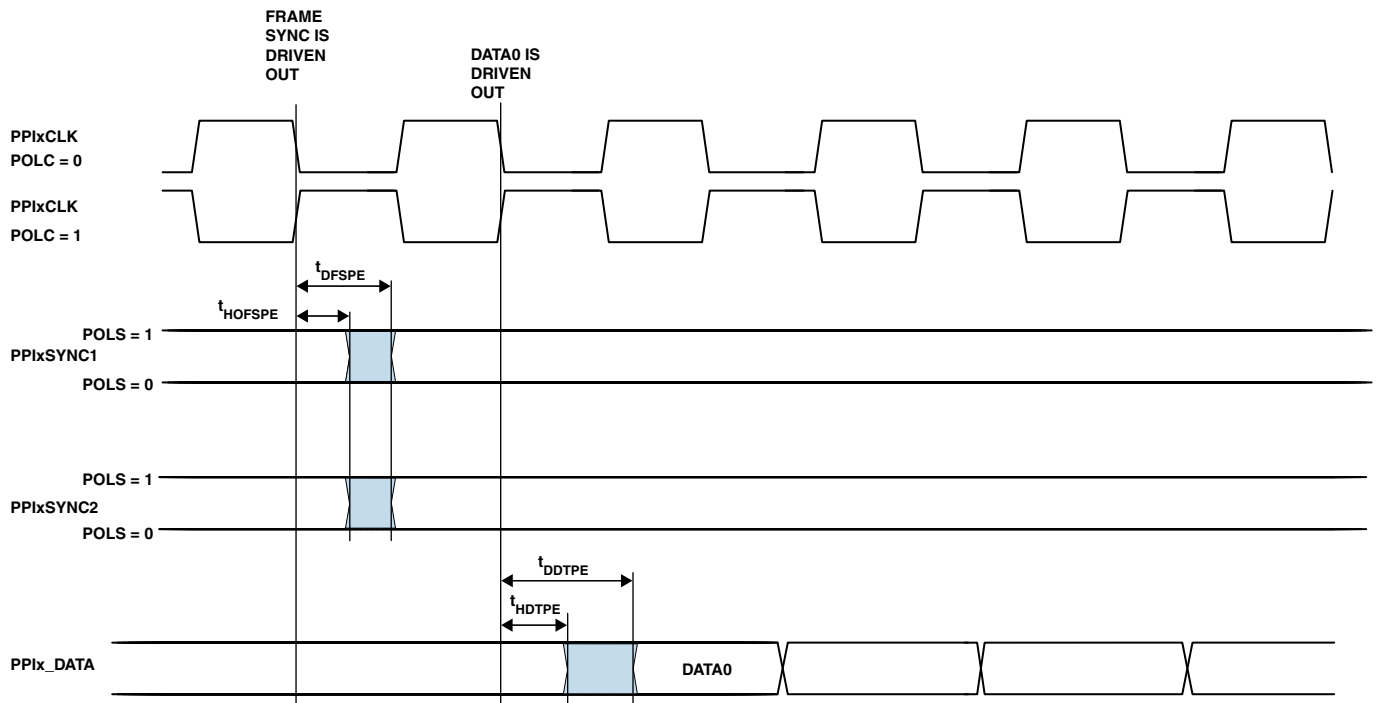 FRAME
SYNC IS
DRIVEN
OUT
DATA0 IS
DRIVEN
OUT
PPIxCLK
POLC = 0
PPIxCLK
POLC = 1
tDFSPE
tHOFSPE
POLS = 1
PPIxSYNC1
POLS = 0
POLS = 1
PPIxSYNC2
POLS = 0
tDDTPE
tHDTPE
PPIx_DATA
DATA0